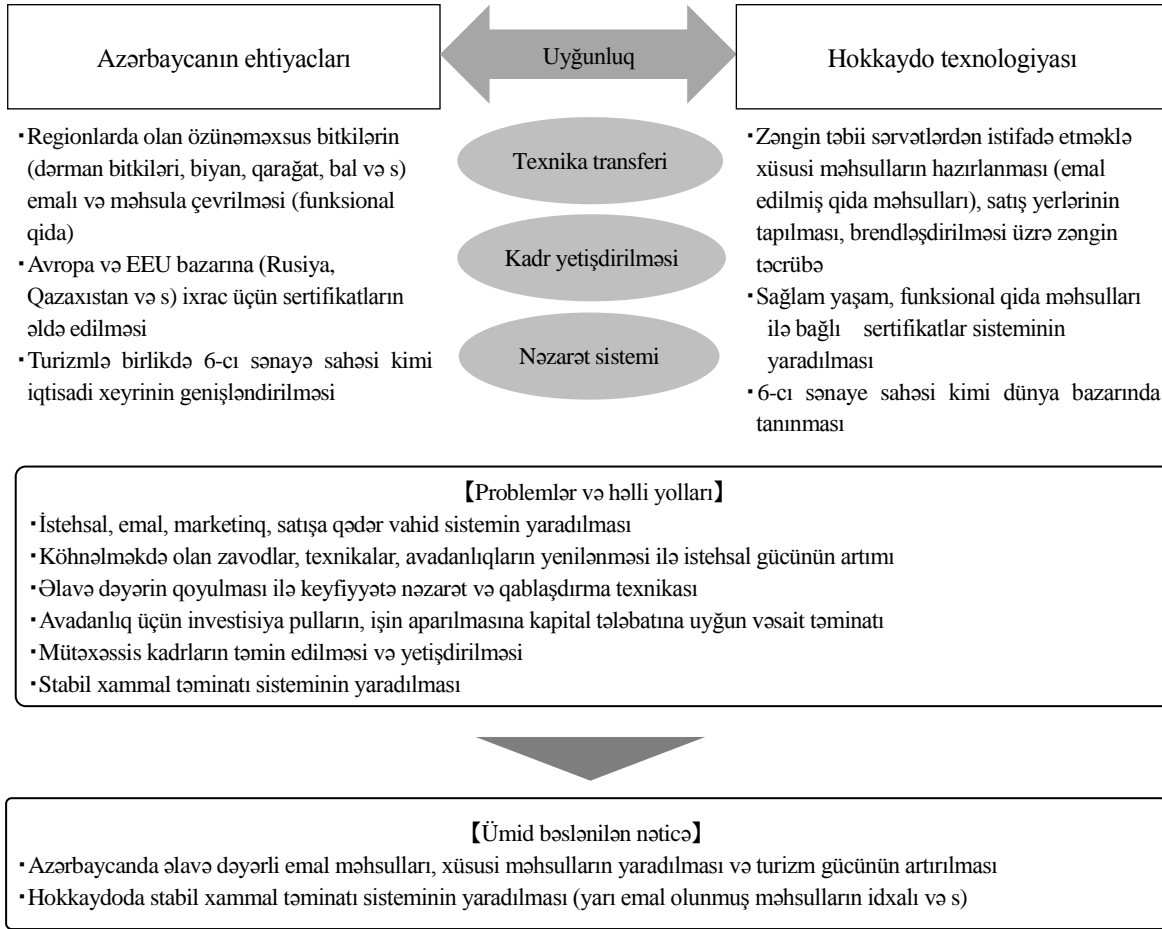 Azərbaycanın ehtiyacları
Uyğunluq
Hokkaydo texnologiyası
・Regionlarda olan özünəməxsus bitkilərin
(dərman bitkiləri, biyan, qarağat, bal və s)
emalı və məhsula çevrilməsi (funksional
qida)
・Avropa və EEU bazarına (Rusiya,
Qazaxıstan və s) ixrac üçün sertifikatların
əldə edilməsi
・Turizmlə birlikdə 6-cı sənayə sahəsi kimi
iqtisadi xeyrinin genişləndirilməsi
Texnika transferi
Kadr yetişdirilməsi
Nəzarət sistemi
・Zəngin təbii sərvətlərdən istifadə etməklə
xüsusi məhsulların hazırlanması (emal
edilmiş qida məhsulları), satış yerlərinin
tapılması, brendləşdirilməsi üzrə zəngin
təcrübə
・Sağlam yaşam, funksional qida məhsulları
ilə bağlı sertifikatlar sisteminin
yaradılması
・6-cı sənaye sahəsi kimi dünya bazarında
tanınması
【Problemlər və həlli yolları】
・İstehsal, emal, marketinq, satışa qədər vahid sistemin yaradılması
・Köhnəlməkdə olan zavodlar, texnikalar, avadanlıqların yenilənməsi ilə istehsal gücünün artımı
・Əlavə dəyərin qoyulması ilə keyfiyyətə nəzarət və qablaşdırma texnikası
・Avadanlıq üçün investisiya pulların, işin aparılmasına kapital tələbatına uyğun vəsait təminatı
・Mütəxəssis kadrların təmin edilməsi və yetişdirilməsi
・Stabil xammal təminatı sisteminin yaradılması
【Ümid bəslənilən nəticə】
・Azərbaycanda əlavə dəyərli emal məhsulları, xüsusi məhsulların yaradılması və turizm gücünün artırılması
・Hokkaydoda stabil xammal təminatı sisteminin yaradılması (yarı emal olunmuş məhsulların idxalı və s)